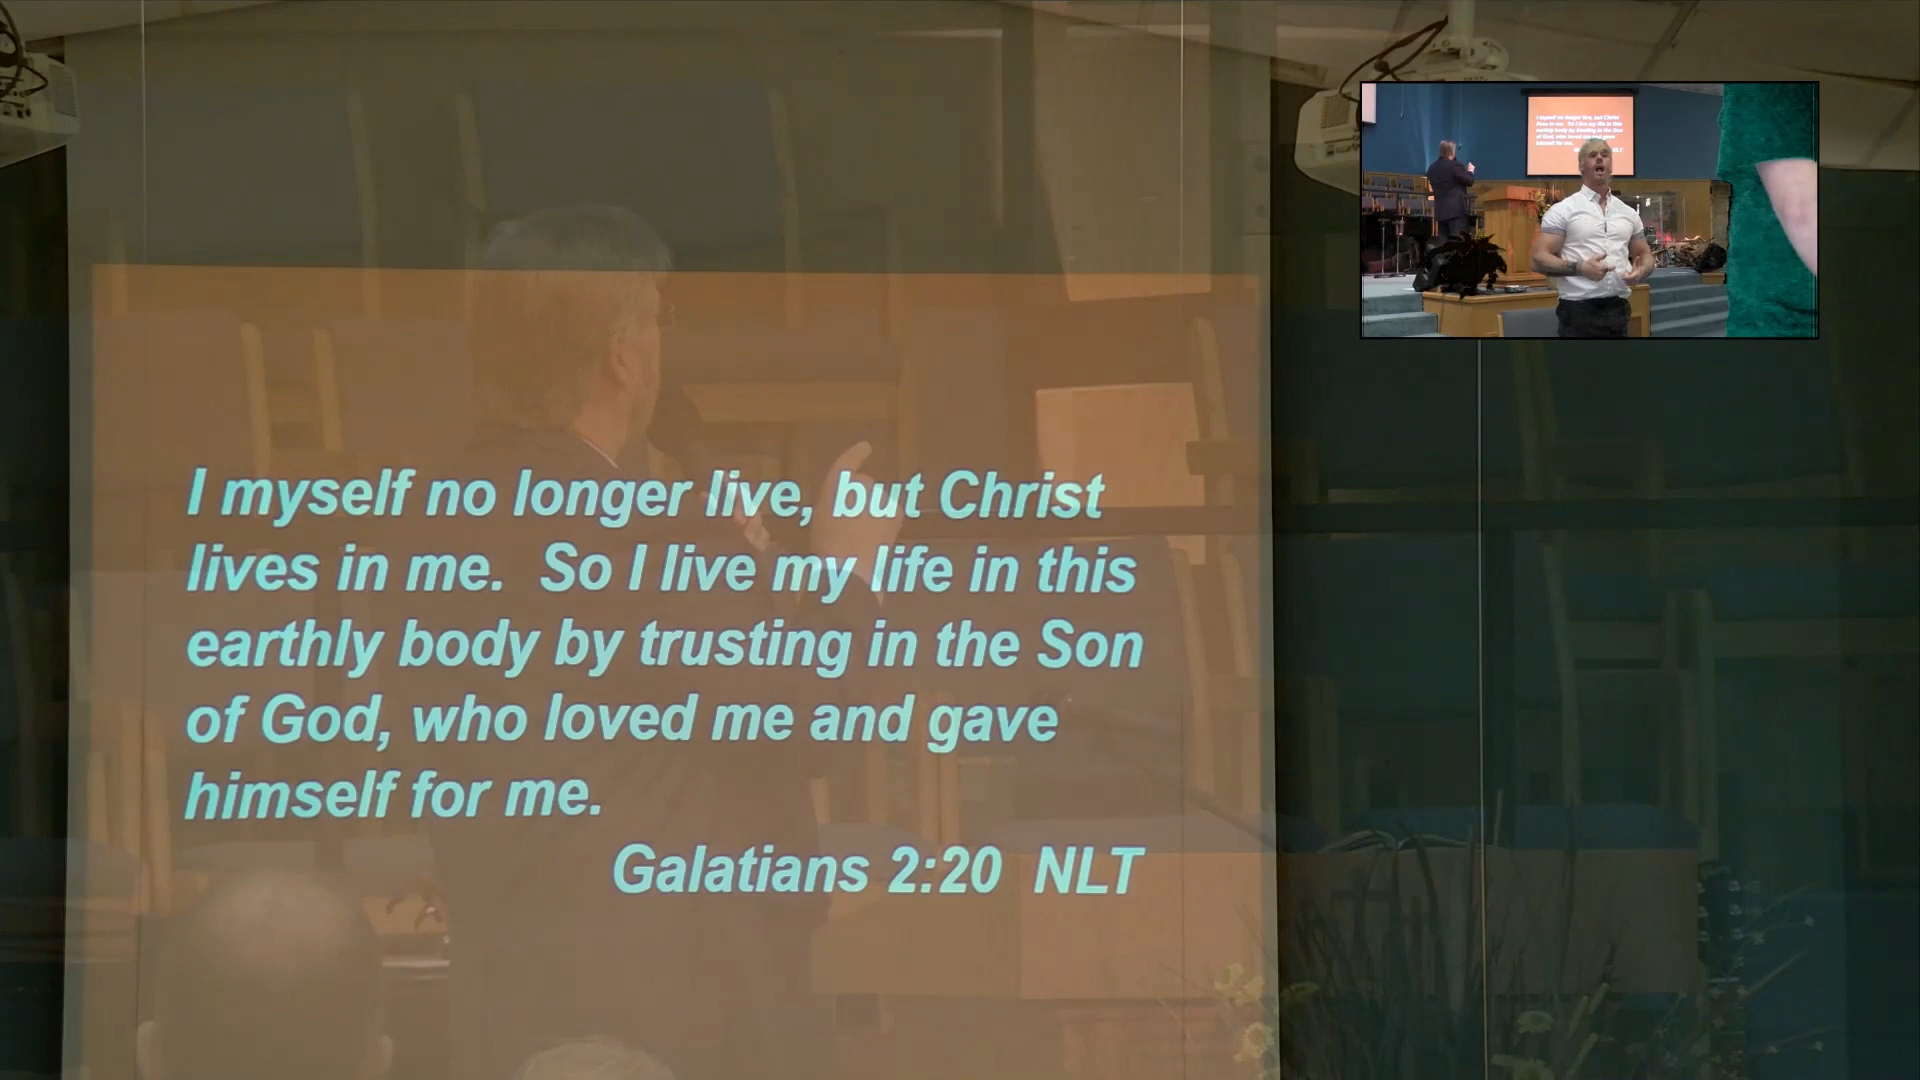 I myself no longer live, but Christ
lives in me. So I live my life in this
earthly body by trusting in the Son
of God, who loved me and gave
himself for me.
Galatians 2:20 NLT